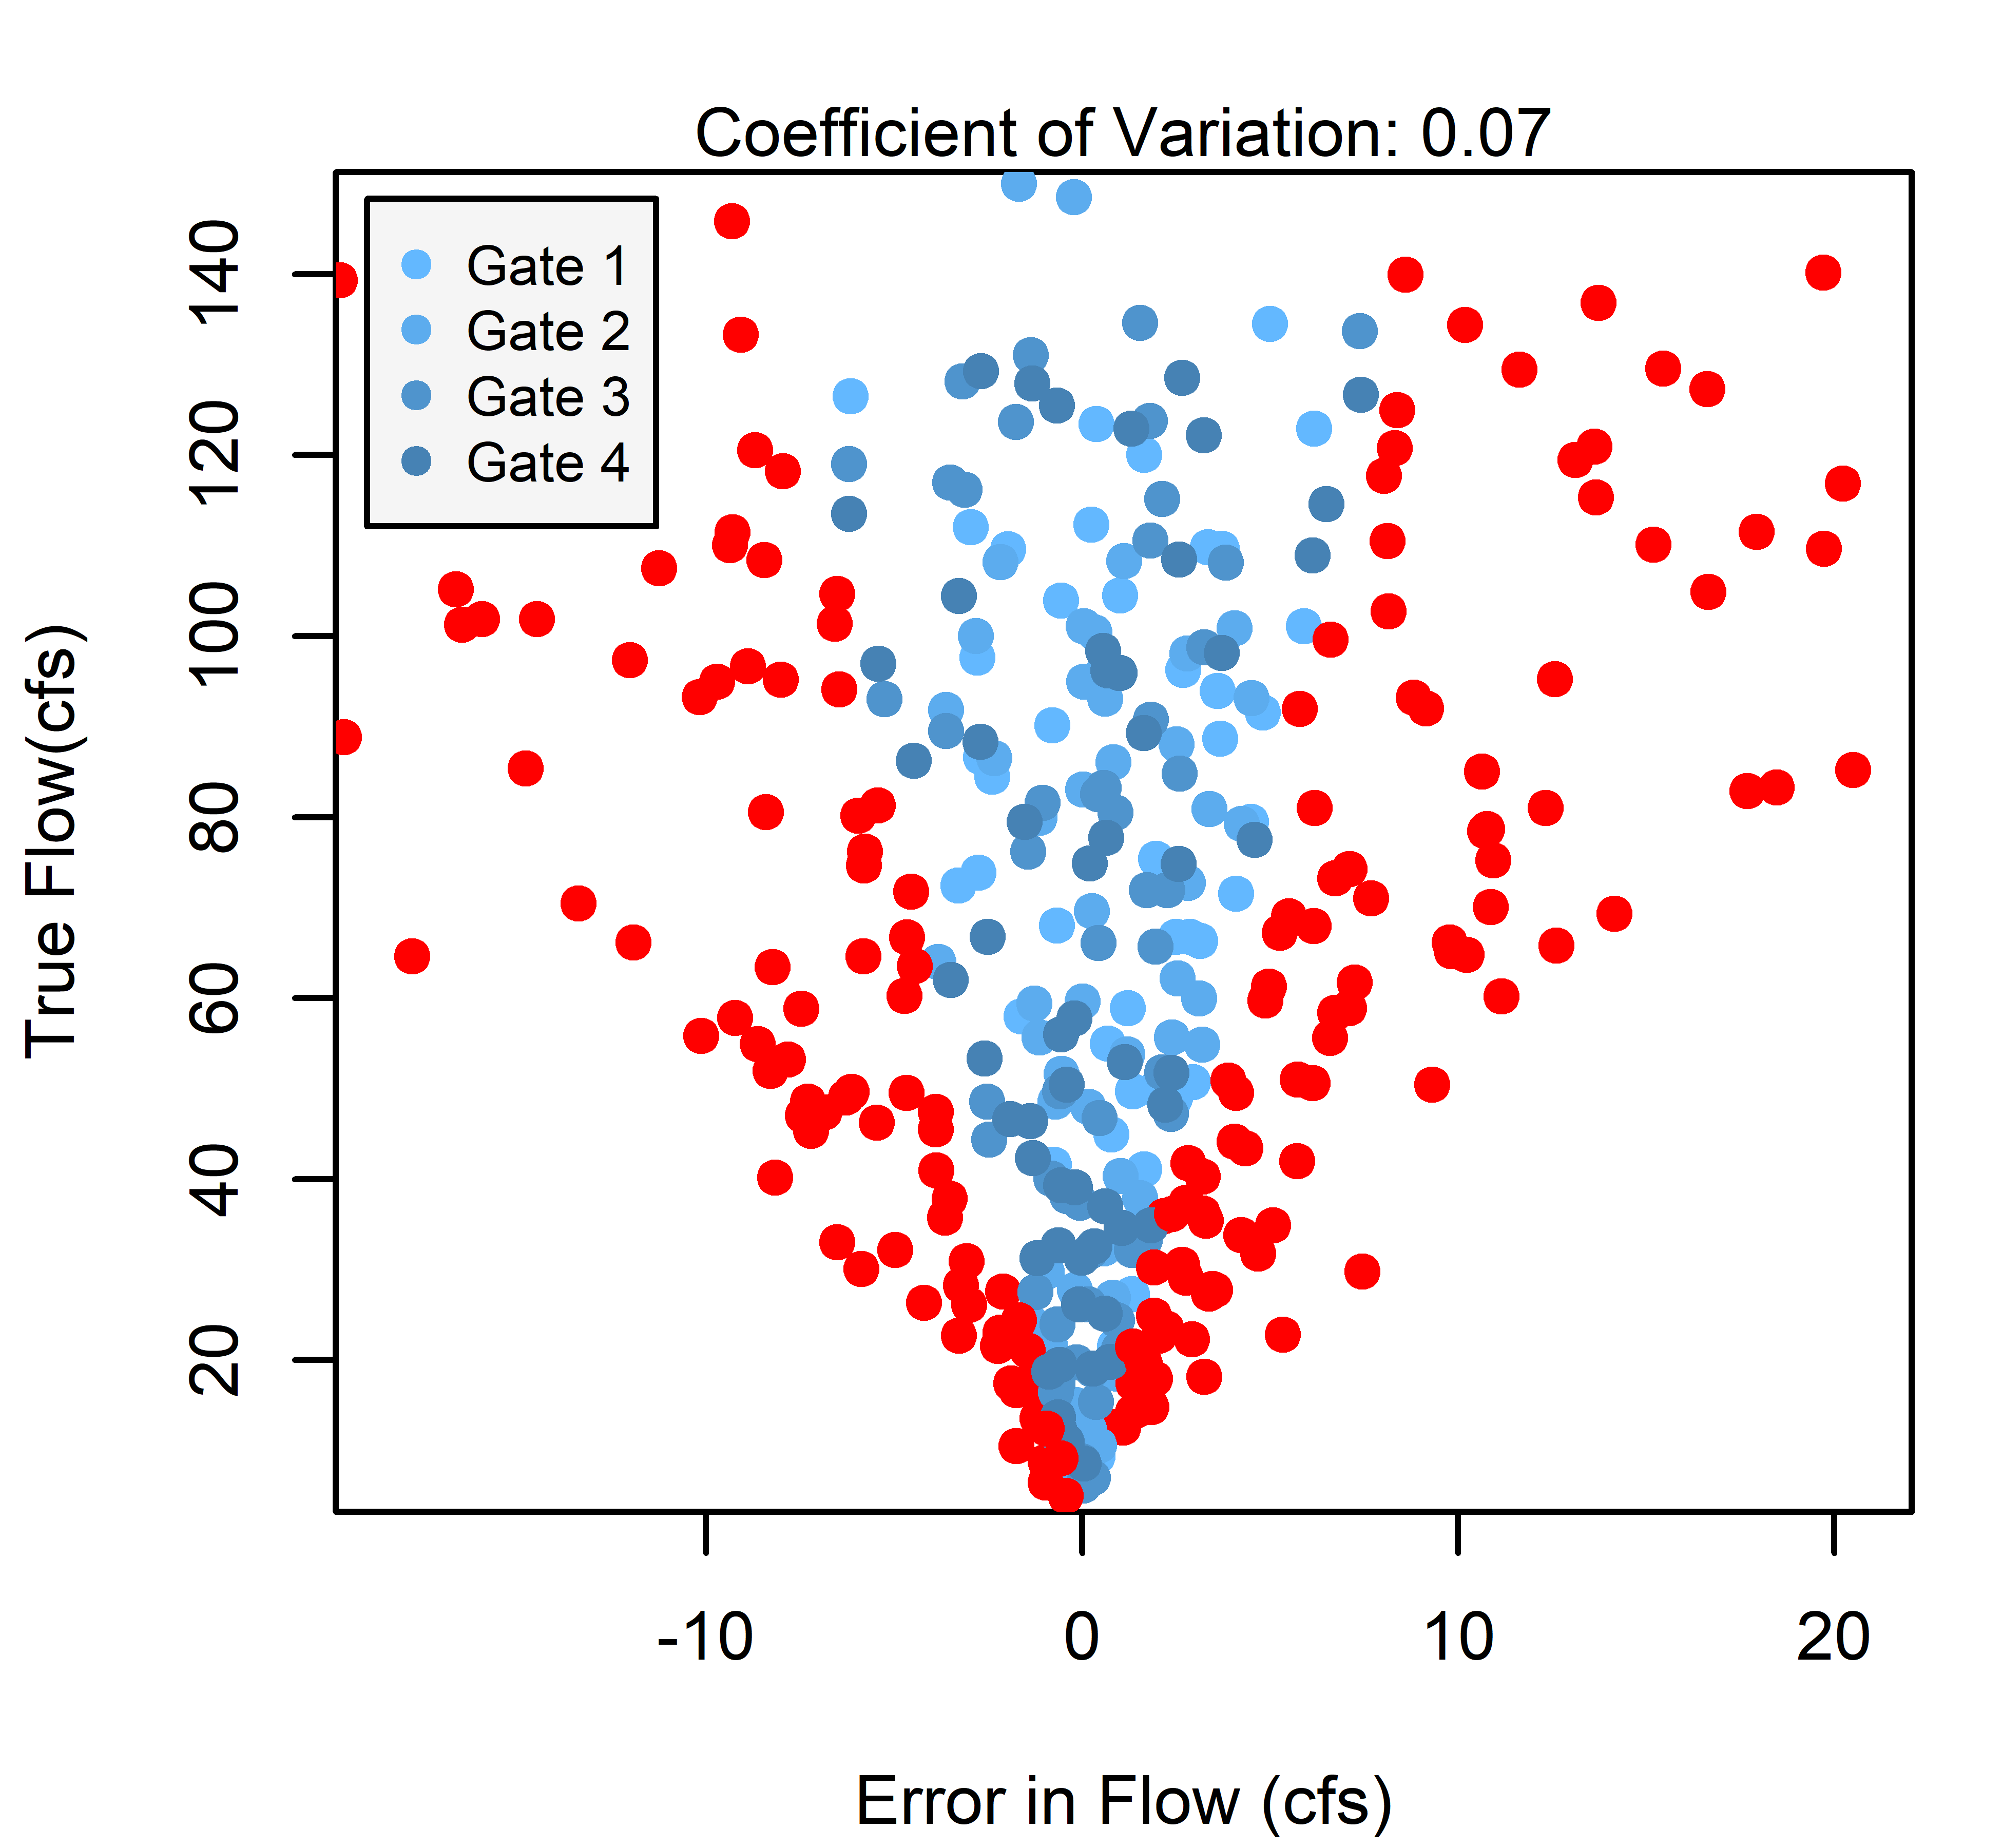 Coefficient of Variation: 0.07
Gate 1
Gate 2
Gate 3
Gate 4
True Flow(cfs)
140
120
100
80
60
40
20
-10 0 10 20
Error in Flow (cfs)